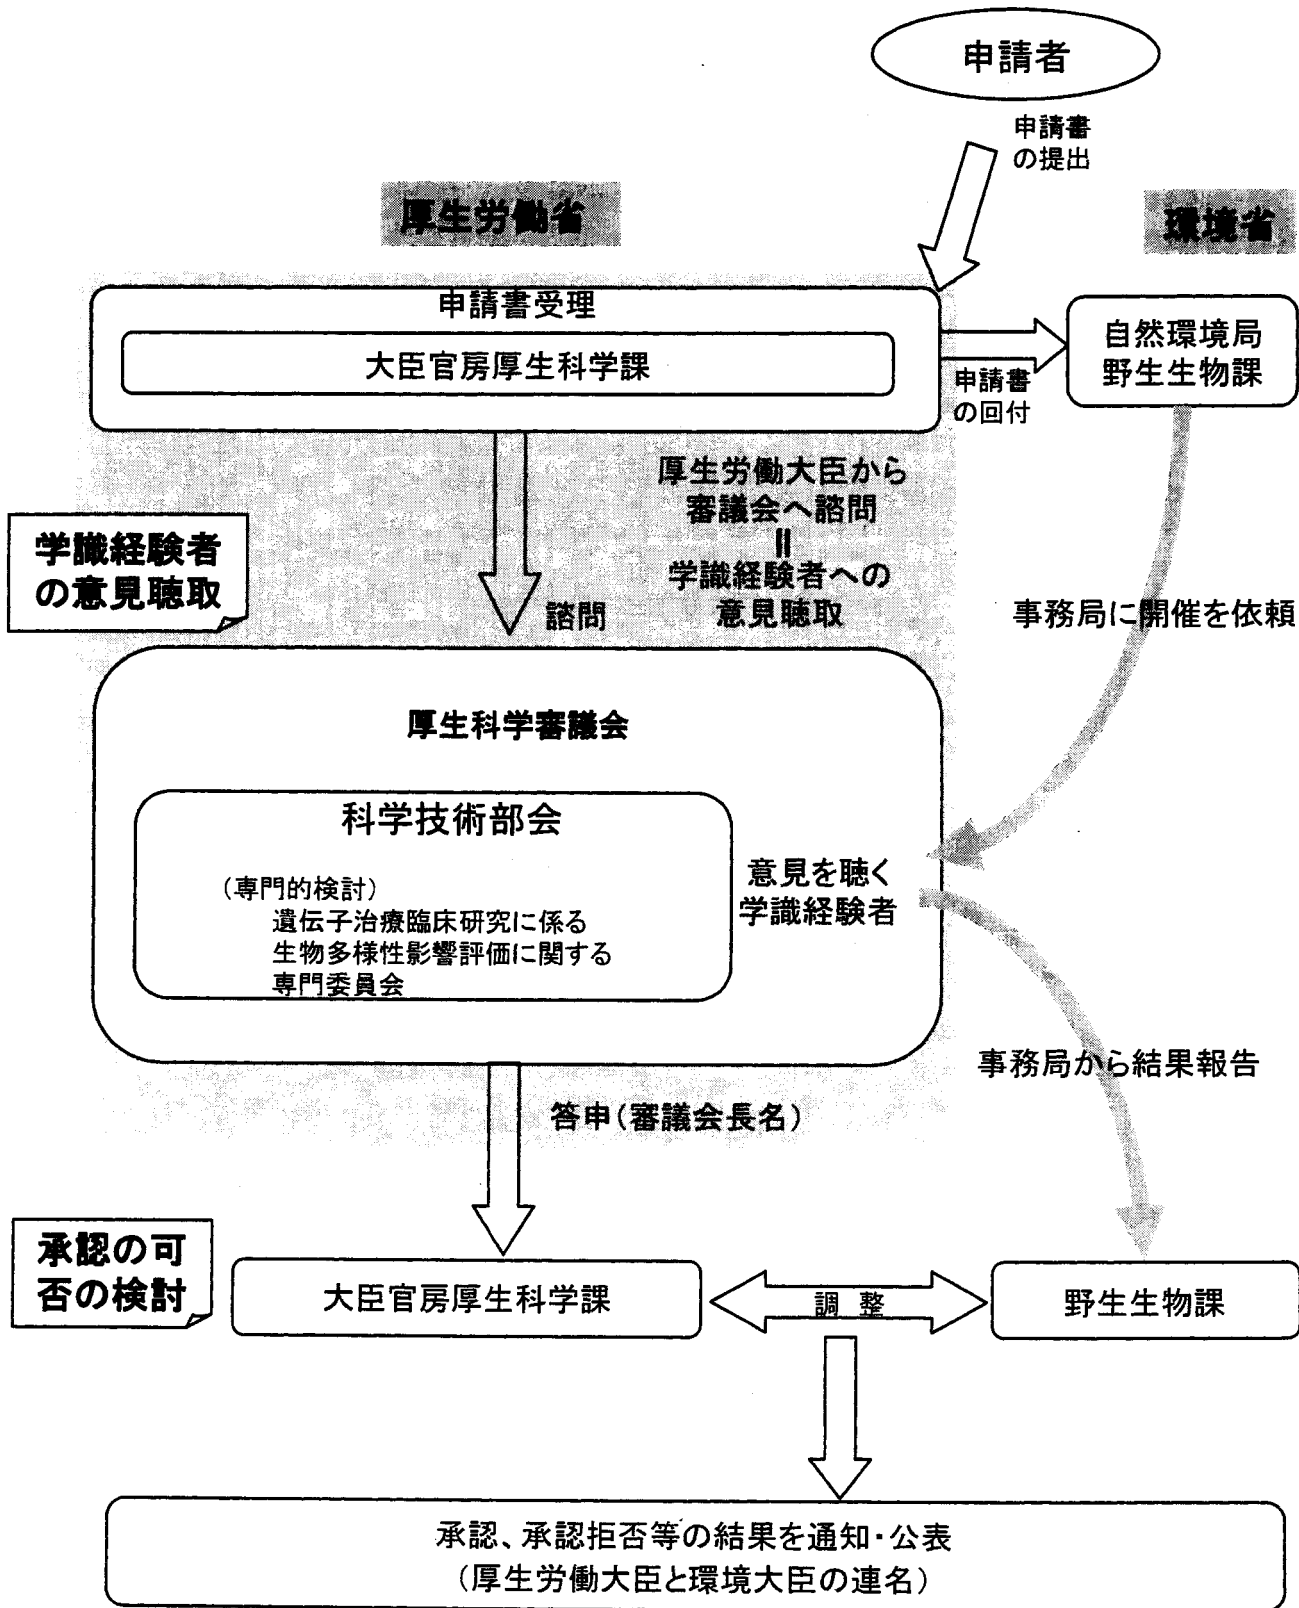 申請者
申請書
の提出
厚生労働省
環境省
申請書受理
大臣官房厚生科学課
自然環境局
野生生物課
申請書
の回付
厚生労働大臣から
審議会へ諮問
=
学識経験者への
意見聴取
学識経験者
の意見聴取
諮問
事務局に開催を依頼
厚生科学審議会
科学技術部会
(専門的検討)
遺伝子治療臨床研究に係る
生物多様性影響評価に関する
専門委員会
意見を聴く
学識経験者
事務局から結果報告
答申(審議会長名)
承認の可
否の検討
大臣官房厚生科学課
調 整
野生生物課
承認、承認拒否等の結果を通知・公表
(厚生労働大臣と環境大臣の連名)